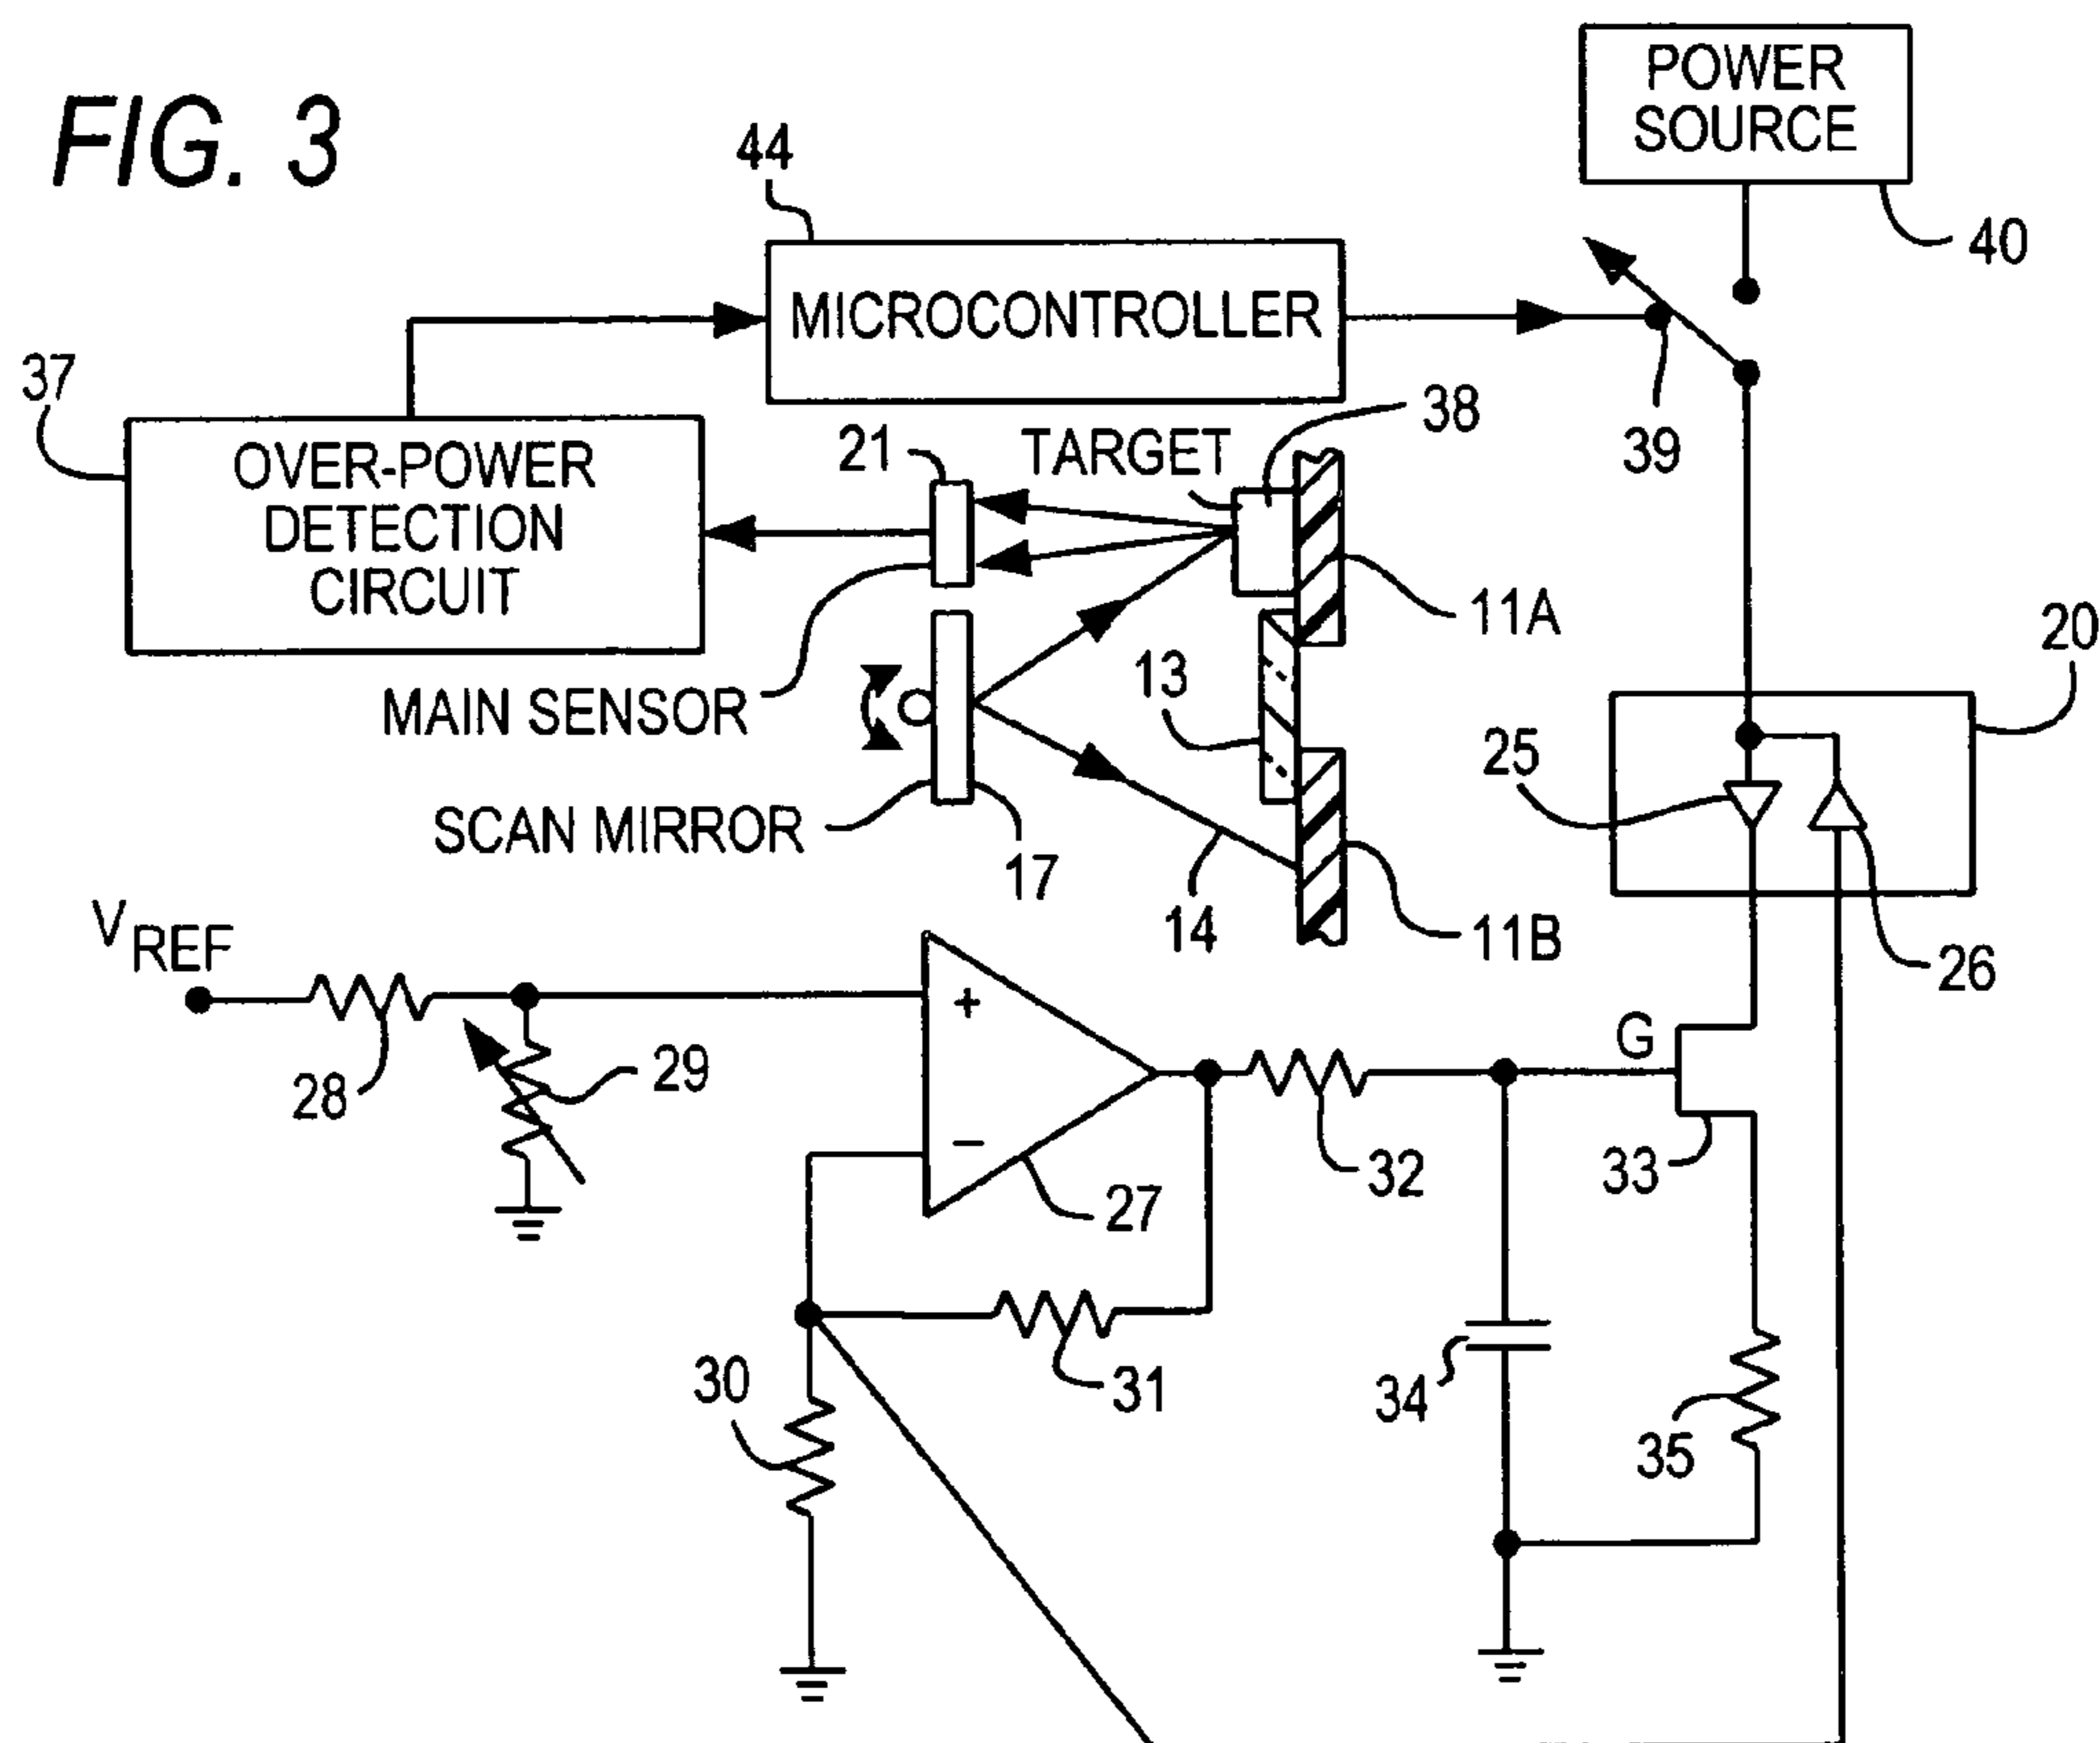 FIG. 3
POWER
SOURCE
40
44
MICROCONTROLLER
39
37
OVER-POWER
DETECTION
CIRCUIT
21
TARGET
38
11A
MAIN SENSOR
13
20
25
SCAN MIRROR
17
14
11B
26
VREF
28
29
+
−
27
32
G
33
30
31
34
35